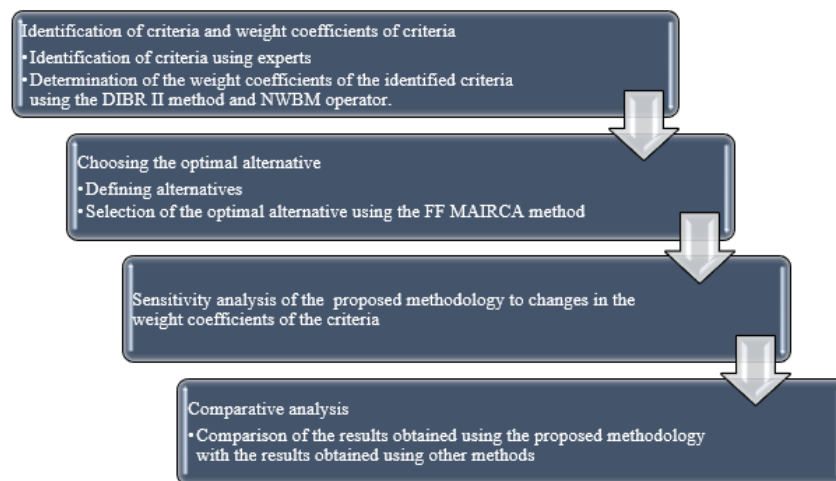 Identification of criteria and weight coefficients of criteria
•Identification of criteria using experts
•Determination of the weight coefficients of the identified criteria
using the DIBR II method and NWBM operator.
Choosing the optimal alternative
•Defining alternatives
•Selection of the optimal alternative using the FF MAIRCA method
Sensitivity analysis of the proposed methodology to changes in the
weight coefficients of the criteria
Comparative analysis
•Comparison of the results obtained using the proposed methodology
with the results obtained using other methods